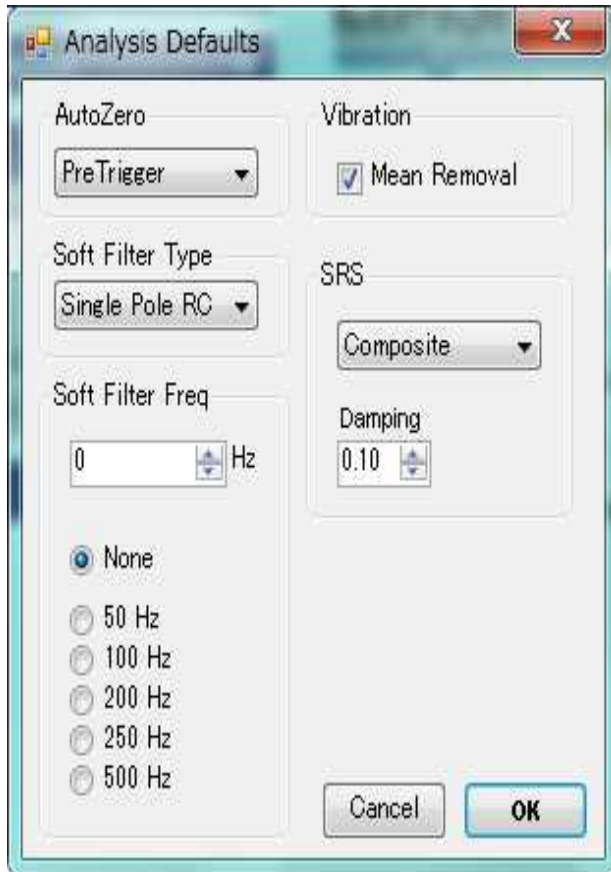 Analysis Defaults
AutoZero
PreTrigger
Soft Filter Type
Single Pole RC
Soft Filter Freq
0
Hz
None
50 Hz
100 Hz
200 Hz
250 Hz
500 Hz
Vibration
Mean Removal
SRS
Composite
Damping
0.10
Cancel
OK